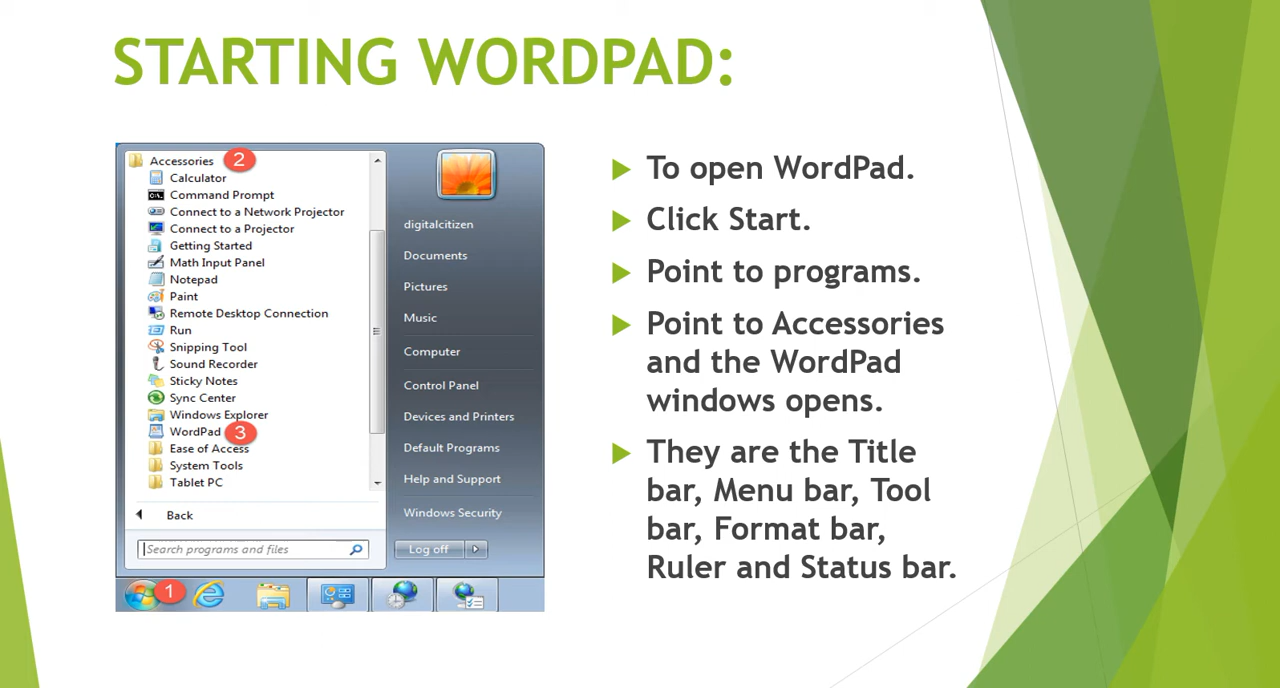 STARTING WORDPAD:
Accessories 2
Calculator
Command Prompt
Connect to a Network Projector
Connect to a Projector
Getting Started
Math Input Panel
Notepad
Paint
Remote Desktop Connection
Run
Snipping Tool
Sound Recorder
Sticky Notes
Sync Center
Windows Explorer
WordPad 3
Ease of Access
System Tools
Tablet PC
Back
Search programs and files
1
digitalcitizen
Documents
Pictures
Music
Computer
Control Panel
Devices and Printers
Default Programs
Help and Support
Windows Security
Log off
To open WordPad.
Click Start.
Point to programs.
Point to Accessories
and the WordPad
windows opens.
They are the Title
bar, Menu bar, Tool
bar, Format bar,
Ruler and Status bar.